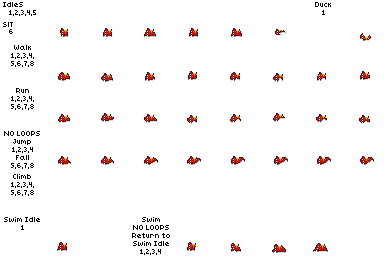 IdleS
1,2,3,4,5
Duck
1
SIT
6
Walk
1,2,3,4,
5,6,7,8
Run
1,2,3,4,
5,6,7,8
NO LOOPS
Jump
1,2,3,4
Fall
5,6,7,8
Climb
1,2,3,4,
5,6,7,8
Swim Idle
1
Swim
NO LOOPS
Return to
Swim Idle
1,2,3,4